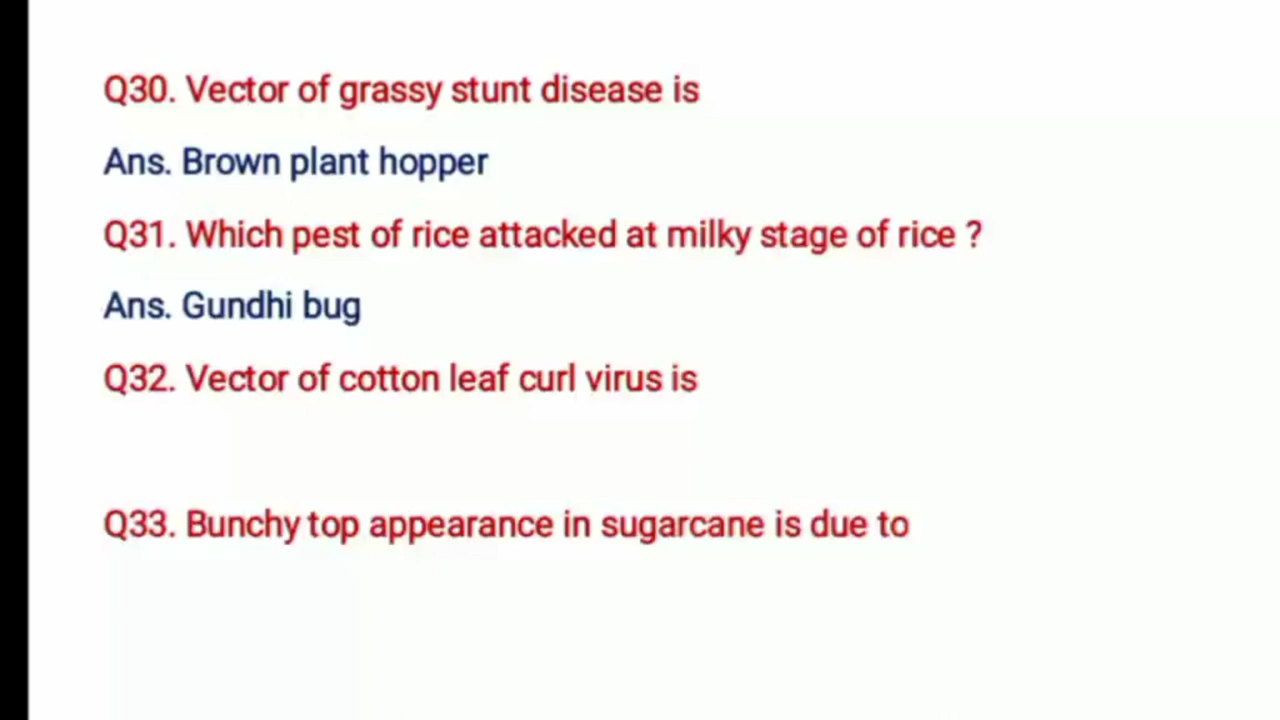 Q30. Vector of grassy stunt disease is
Ans. Brown plant hopper
Q31. Which pest of rice attacked at milky stage of rice ?
Ans. Gundhi bug
Q32. Vector of cotton leaf curl virus is
Q33. Bunchy top appearance in sugarcane is due to